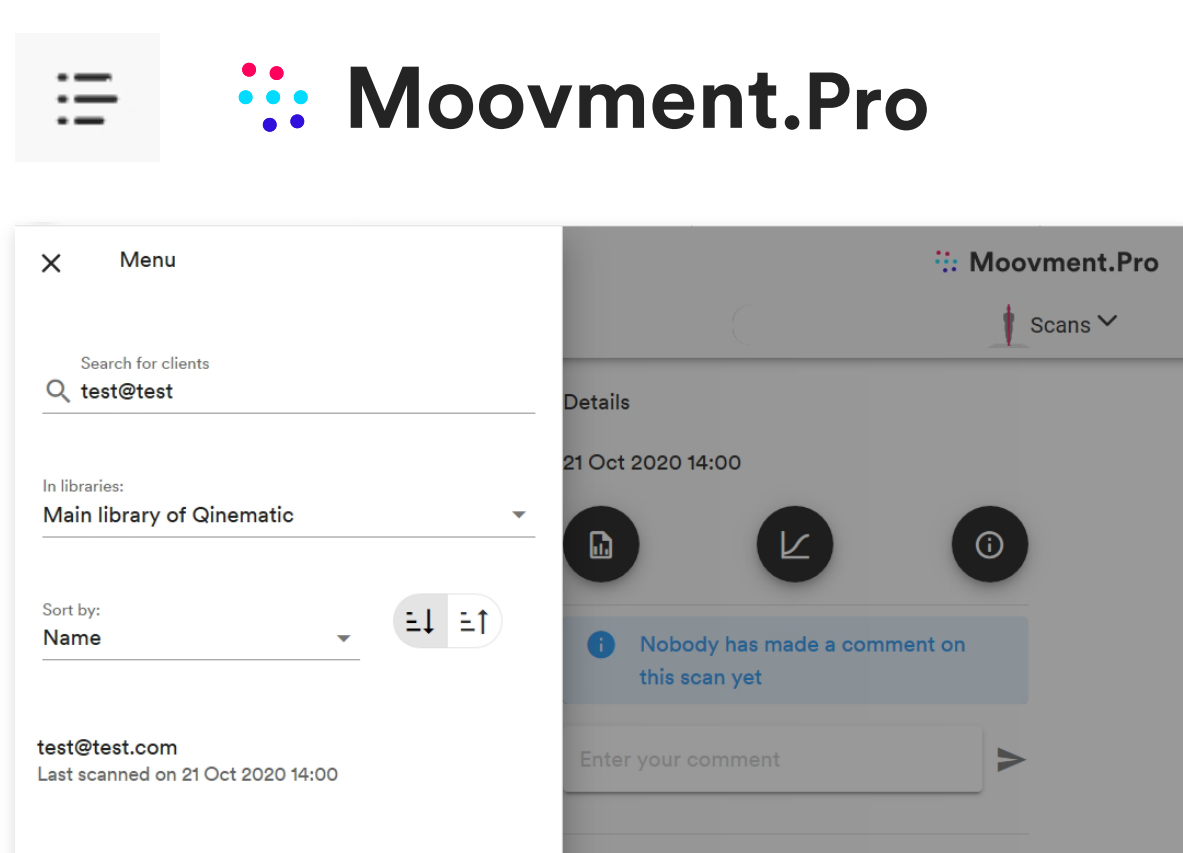 Moovment.Pro
Menu
Moovment.Pro
Search for clients
test@test
Scans
Details
21 Oct 2020 14:00
In libraries:
Main library of Qinematic
Sort by:
Name
Nobody has made a comment on
this scan yet
test@test.com
Last scanned on 21 Oct 2020 14:00
Enter your comment